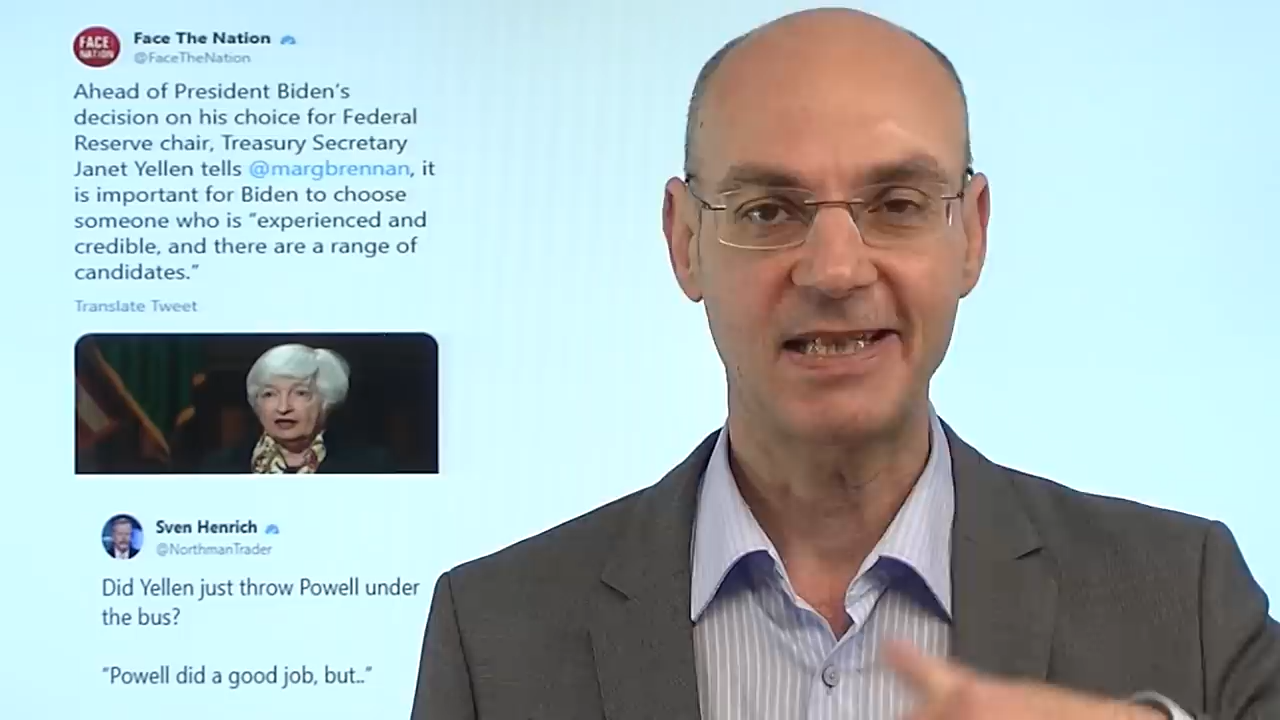 FACE
NATION
Face The Nation
@FaceTheNation
Ahead of President Biden's
decision on his choice for Federal
Reserve chair, Treasury Secretary
Janet Yellen tells @margbrennan, it
is important for Biden to choose
someone who is “experienced and
credible, and there are a range of
candidates.”
Translate Tweet
Sven Henrich
@NorthmanTrader
Did Yellen just throw Powell under
the bus?
“Powell did a good job, but..”